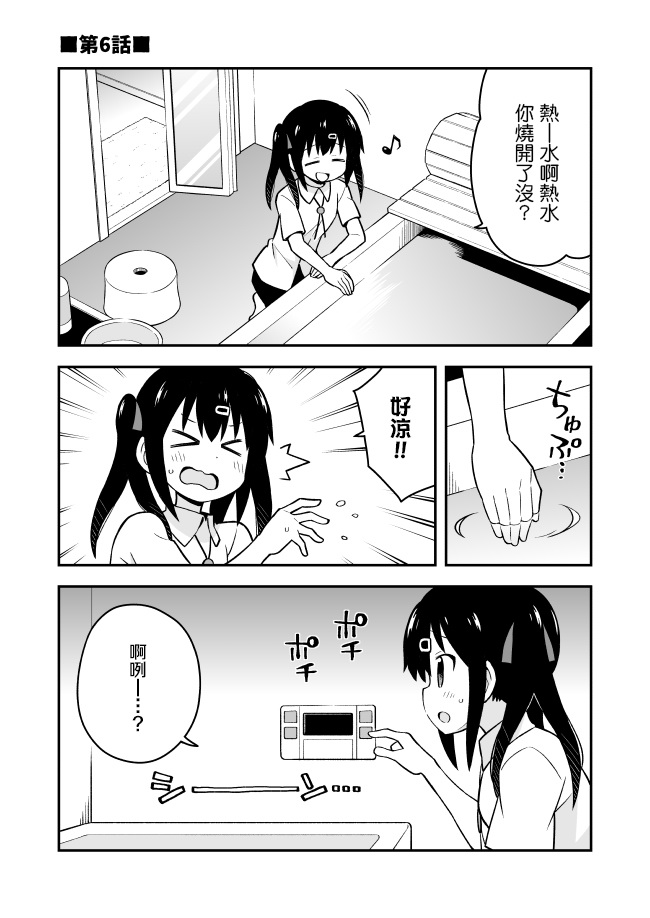 ■第6話■
熱—水啊熱水
你燒開了沒？
ちゅぷ…
好涼!!
ポチ
ポチ
啊咧—…？
シーーン…